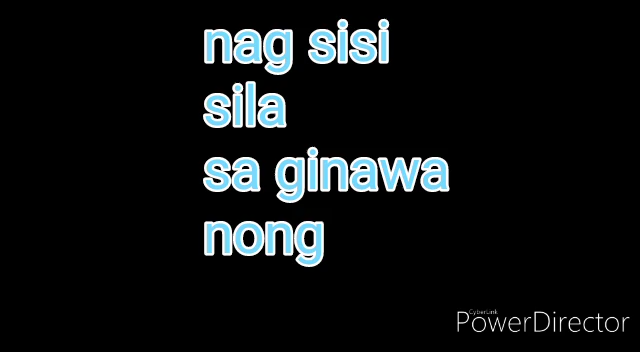 nag sisi
sila
sa ginawa
nong
CyberLink
PowerDirector